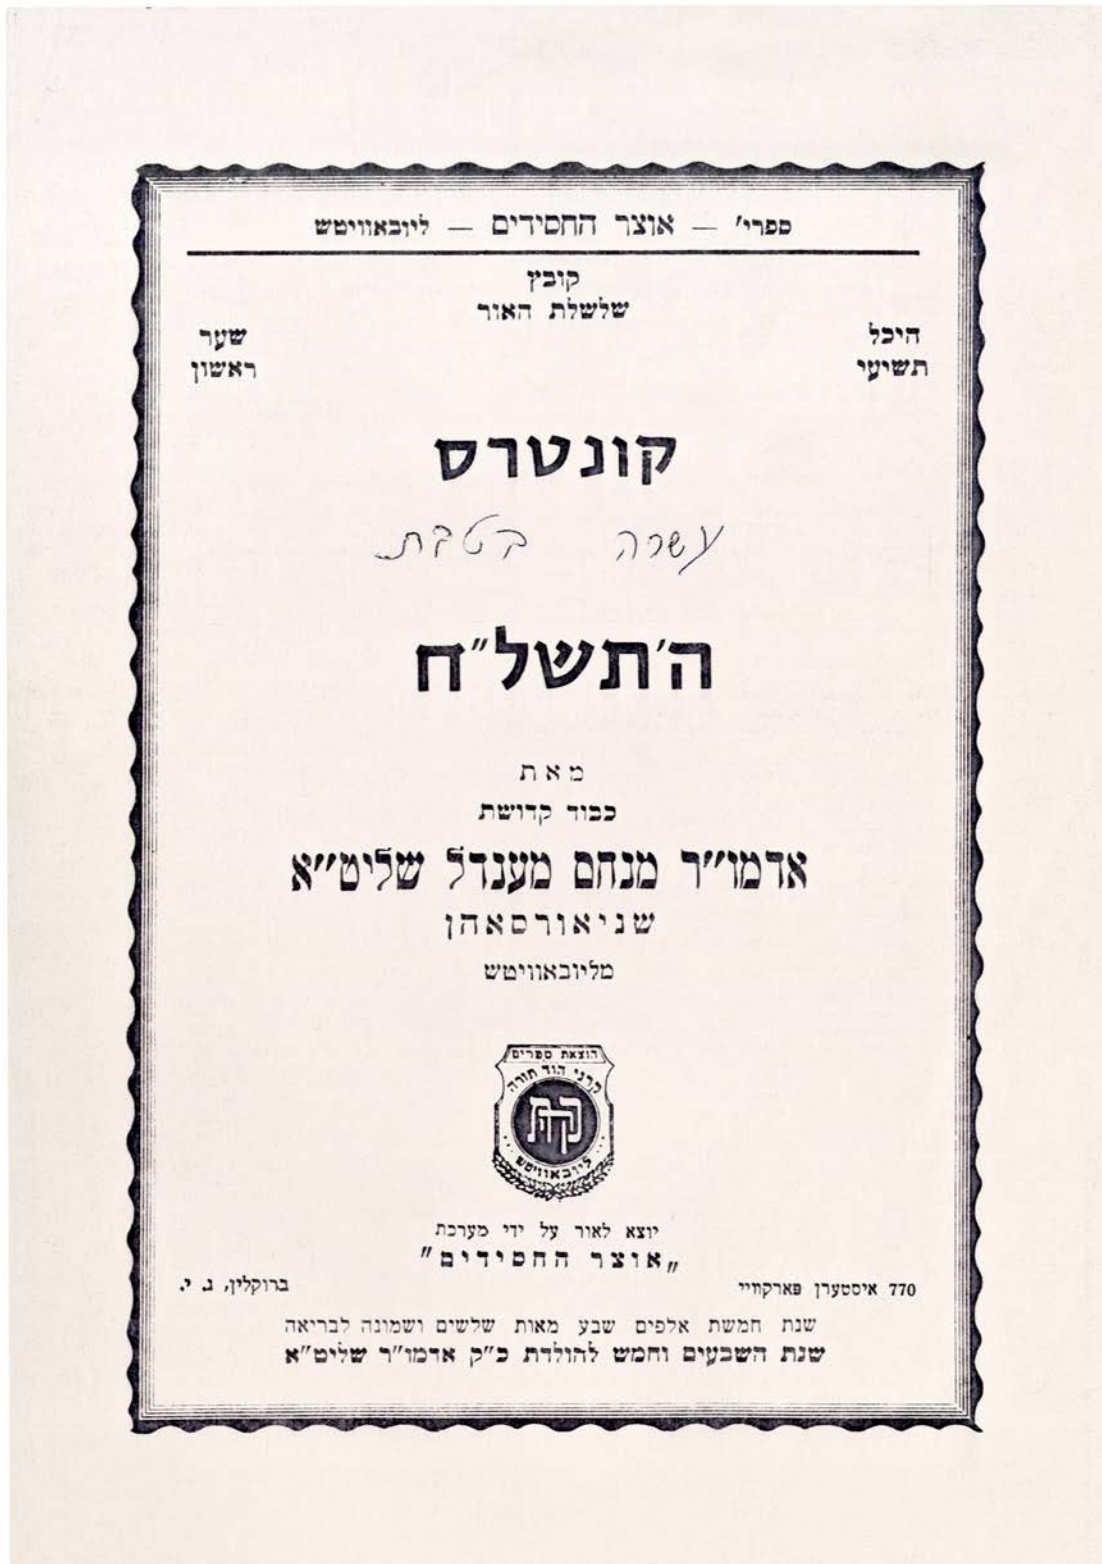 ספרי׳ — אוצר החסידים — ליובאוויטש
קובץ
שלשלת האור
היכל
תשיעי
שער
ראשון
קונטרס
עשרה בטבת
ה׳תשל״ח
מאת
כבוד קדושת
אדמו״ר מנחם מענדל שליט״א
שניאורסאהן
מליובאוויטש
הוצאת ספרים
קרני הוד תורה
קה״ת
ליובאוויטש
יוצא לאור על ידי מערכת
„אוצר החסידים"
770 איסטערן פארקוויי
ברוקלין, נ. י.
שנת חמשת אלפים שבע מאות שלשים ושמונה לבריאה
שנת השבעים וחמש להולדת כ״ק אדמו״ר שליט״א